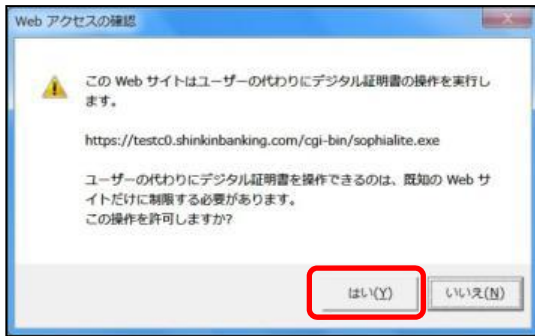 Web アクセスの確認
この Web サイトはユーザーの代わりにデジタル証明書の操作を実行し
ます。
https://testc0.shinkinbanking.com/cgi-bin/sophialite.exe
ユーザーの代わりにデジタル証明書を操作できるのは、既知の Web サ
イトだけに制限する必要があります。
この操作を許可しますか?
はい(Y) いいえ(N)